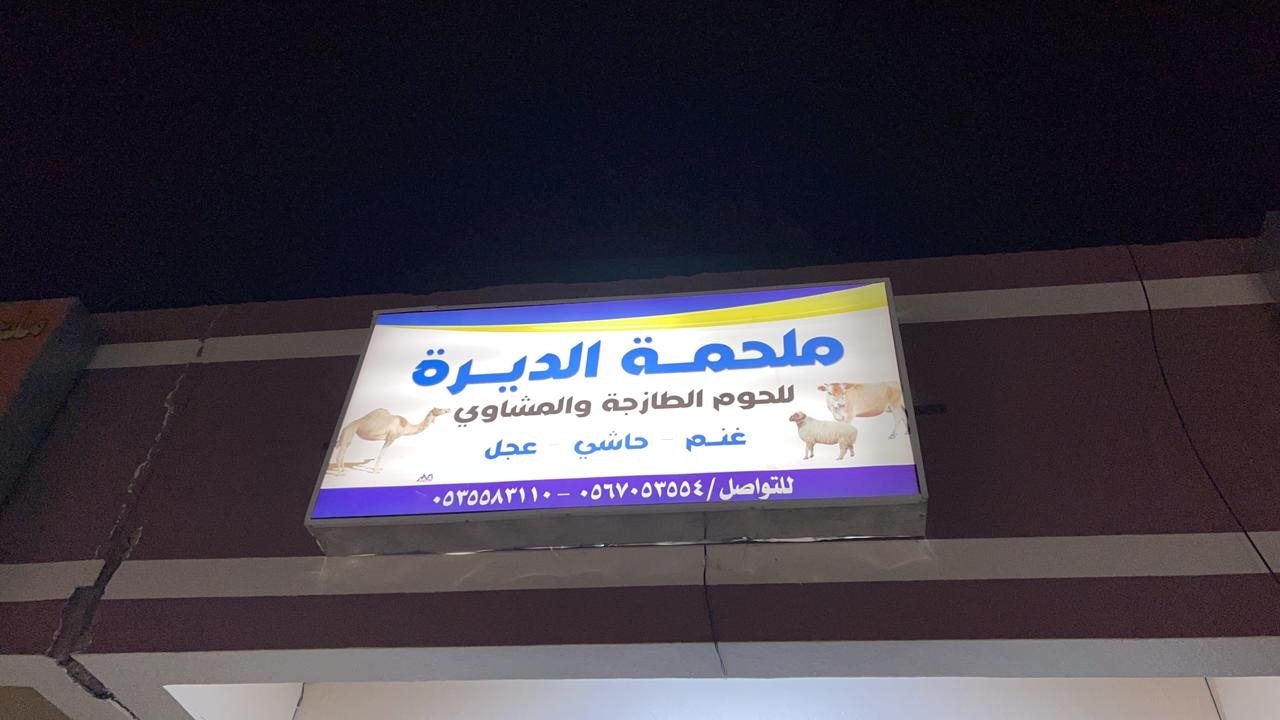 ملحمة الديرة
للحوم الطازجة والمشاوي
غنم - حاشي - عجل
للتواصل/٠٥٦٧٠٥٣٥٥٤ - ٠٥٣٥٥٨٣١١٠